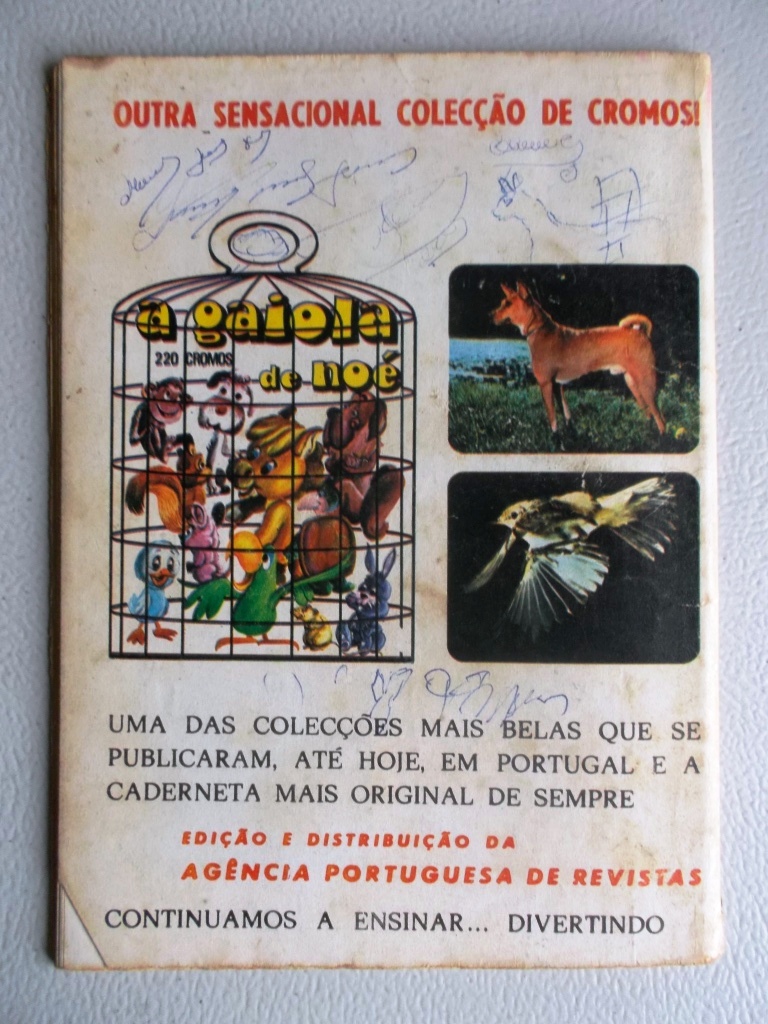 OUTRA SENSACIONAL COLECÇÃO DE CROMOS!
a gaiola
220 CROMOS
de noé
UMA DAS COLECÇÕES MAIS BELAS QUE SE
PUBLICARAM, ATÉ HOJE, EM PORTUGAL E A
CADERNETA MAIS ORIGINAL DE SEMPRE
EDIÇÃO E DISTRIBUIÇÃO DA
AGÊNCIA PORTUGUESA DE REVISTAS
CONTINUAMOS A ENSINAR... DIVERTINDO